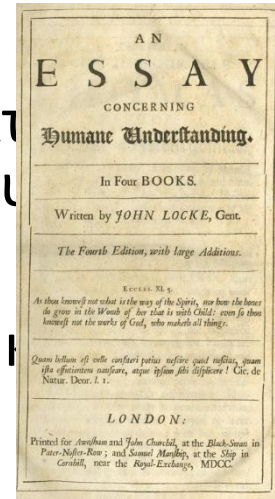 AN
ESSAY
CONCERNING
Humane Understanding.
In Four BOOKS.
Written by JOHN LOCKE, Gent.
The Fourth Edition, with large Additions.
ECCLES. XI. 5.
As thou knowest not what is the way of the Spirit, nor how the bones
do grow in the Womb of her that is with Child: even so thou
knowest not the works of God, who maketh all things.
Quam bellum est velle confiteri potius nescire quod nescias, quam
ista effutientem nauseare, atque ipsum sibi displicere! Cic. de
Natur. Deor. l. 1.
LONDON:
Printed for Awnsham and John Churchil, at the Black-Swan in
Pater-Noster-Row; and Samuel Manship, at the Ship in
Cornhill, near the Royal-Exchange, MDCC.